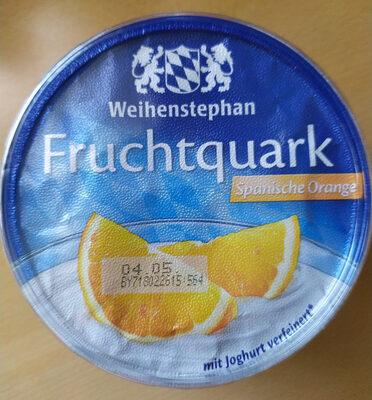 Weihenstephan
Fruchtquark
Spanische Orange
04.05.
BY718022615:564
mit Joghurt verfeinert*